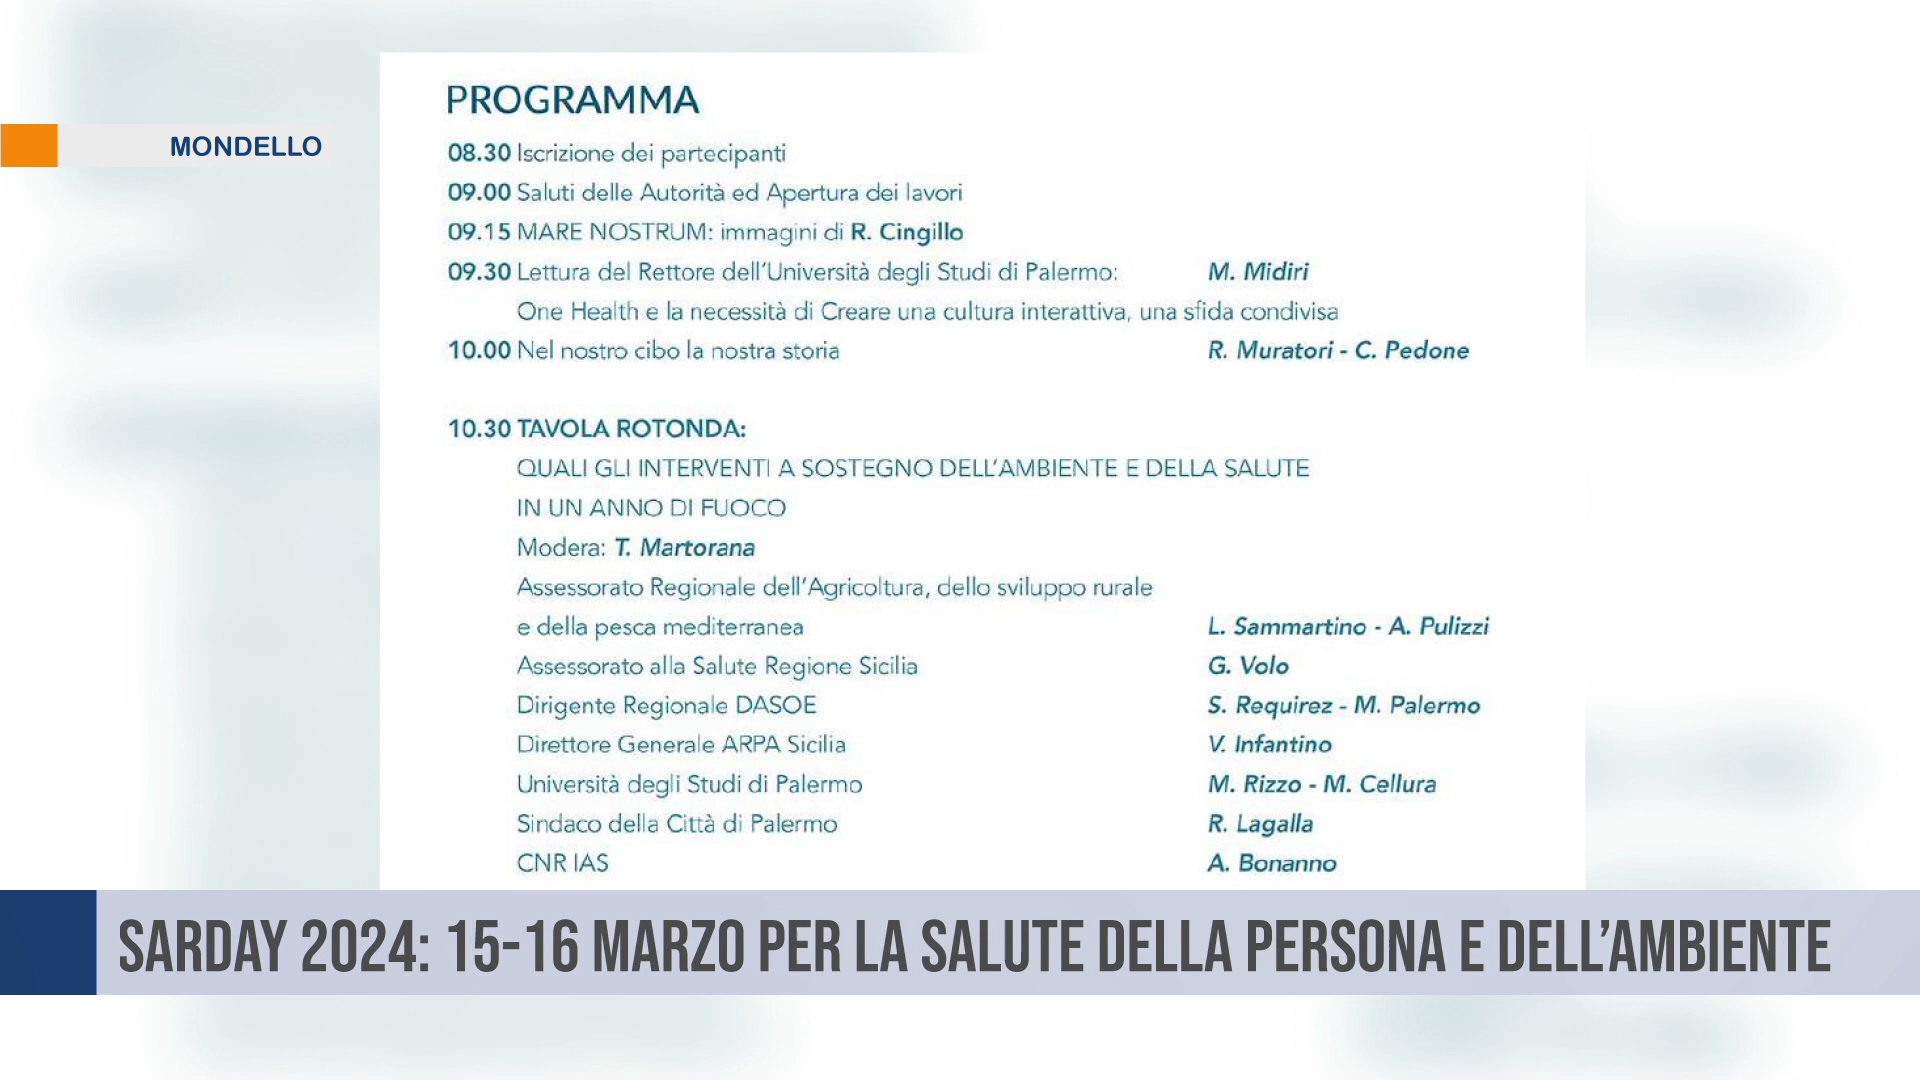 MONDELLO
PROGRAMMA
08.30 Iscrizione dei partecipanti
09.00 Saluti delle Autorità ed Apertura dei lavori
09.15 MARE NOSTRUM: immagini di R. Cingillo
09.30 Lettura del Rettore dell'Università degli Studi di Palermo: M. Midiri
One Health e la necessità di Creare una cultura interattiva, una sfida condivisa
10.00 Nel nostro cibo la nostra storia R. Muratori - C. Pedone
10.30 TAVOLA ROTONDA:
QUALI GLI INTERVENTI A SOSTEGNO DELL'AMBIENTE E DELLA SALUTE
IN UN ANNO DI FUOCO
Modera: T. Martorana
Assessorato Regionale dell'Agricoltura, dello sviluppo rurale
e della pesca mediterranea L. Sammartino - A. Pulizzi
Assessorato alla Salute Regione Sicilia G. Volo
Dirigente Regionale DASOE S. Requirez - M. Palermo
Direttore Generale ARPA Sicilia V. Infantino
Università degli Studi di Palermo M. Rizzo - M. Cellura
Sindaco della Città di Palermo R. Lagalla
CNR IAS A. Bonanno
SARDAY 2024: 15-16 MARZO PER LA SALUTE DELLA PERSONA E DELL'AMBIENTE